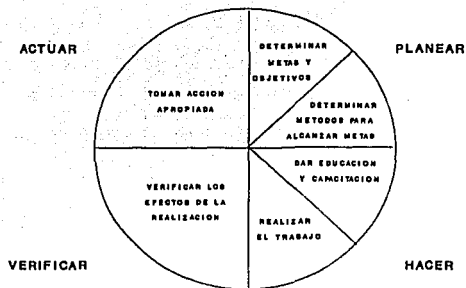 ACTUAR
PLANEAR
DETERMINAR
METAS Y
OBJETIVOS
TOMAR ACCION
APROPIADA
DETERMINAR
METODOS PARA
ALCANZAR METAS
DAR EDUCACION
Y CAPACITACION
VERIFICAR LOS
EFECTOS DE LA
REALIZACION
REALIZAR
EL TRABAJO
VERIFICAR
HACER